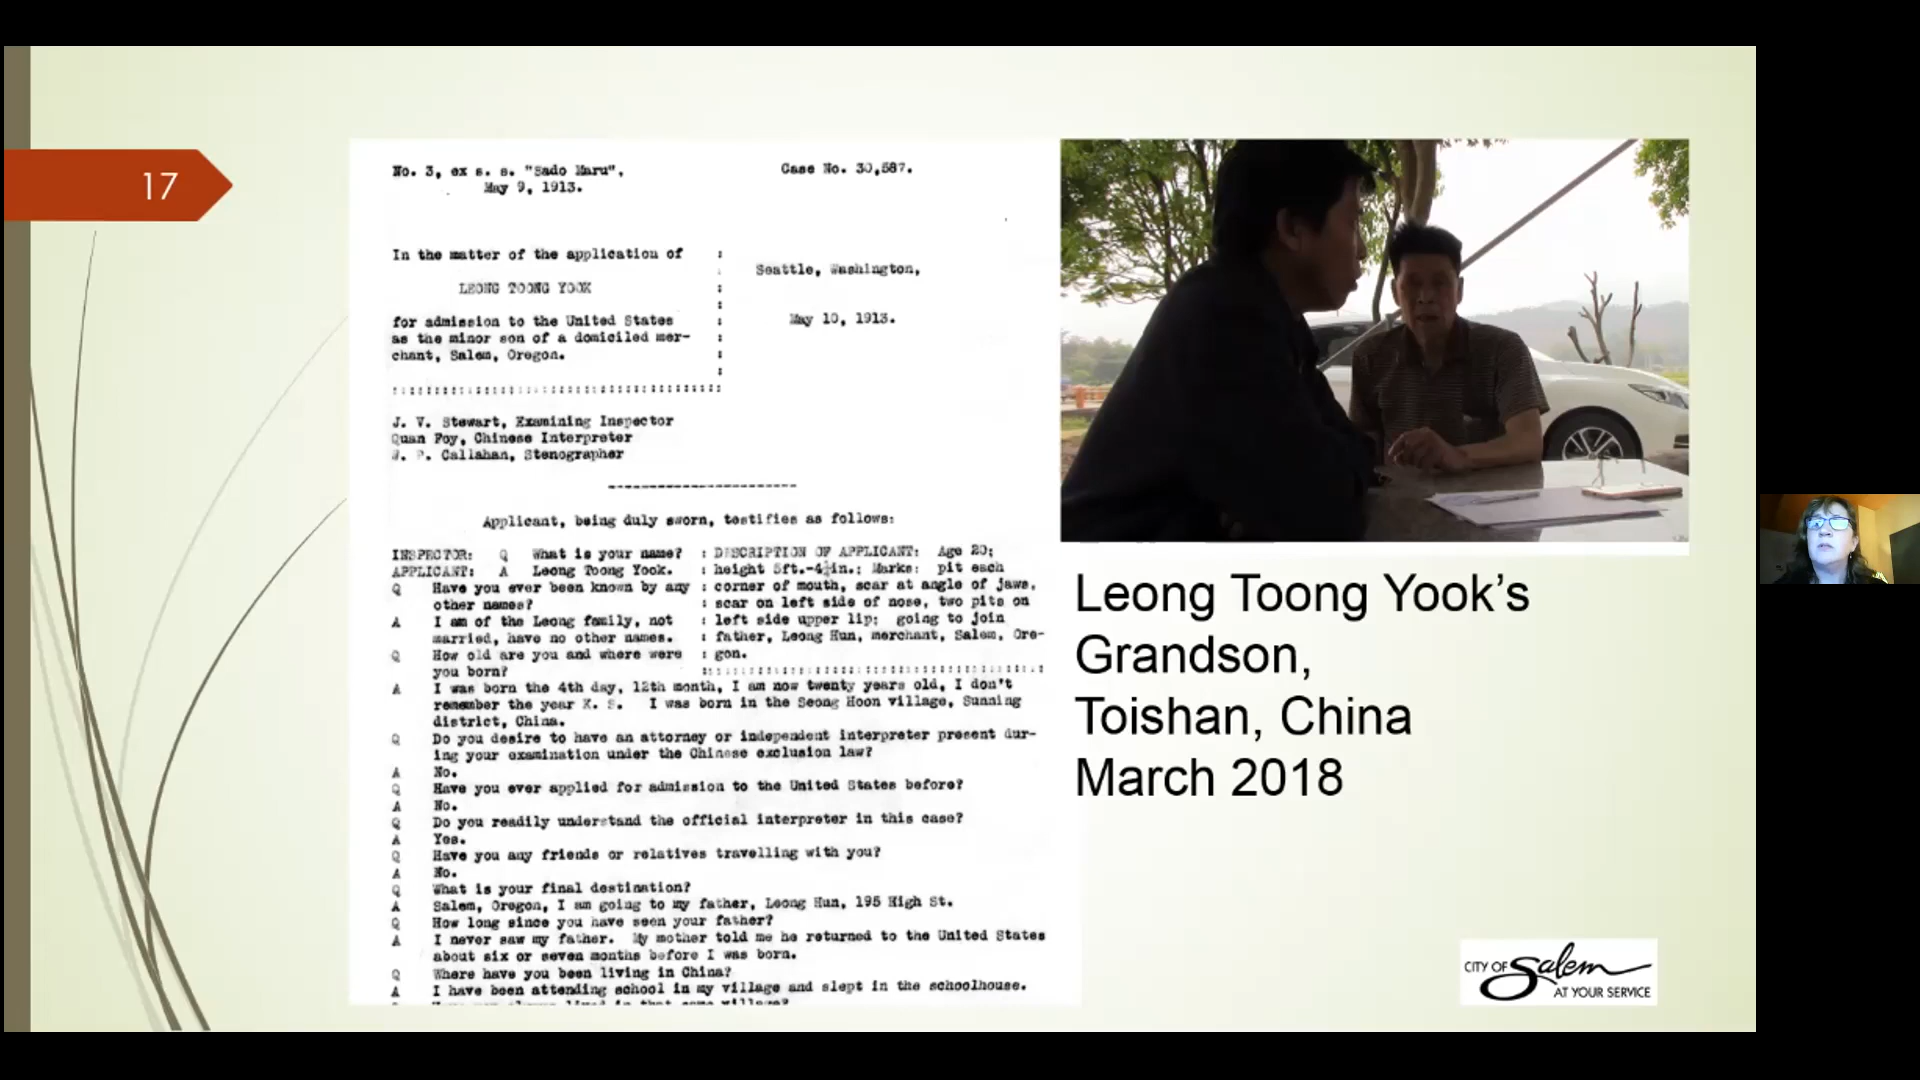 17
No. 3, ex s. s. "Sado Maru",
May 9, 1913.
Case No. 30,587.
In the matter of the application of
LEONG TOONG YOOK
for admission to the United States
as the minor son of a domiciled mer-
chant, Salem, Oregon.
Seattle, Washington,
May 10, 1913.
J. V. Stewart, Examining Inspector
Quan Foy, Chinese Interpreter
P. Callahan, Stenographer
Applicant, being duly sworn, testifies as follows:
INSPECTOR: Q What is your name?
APPLICANT: A Leong Toong Yook.
Q Have you ever been known by any
other names?
A I am of the Leong family, not
married, have no other names.
Q How old are you and where were
you born?
: DESCRIPTION OF APPLICANT: Age 20;
: height 5ft.-4½in.; Marks: pit each
: corner of mouth, scar at angle of jaws,
: scar on left side of nose, two pits on
: left side upper lip; going to join
: father, Leong Hun, merchant, Salem, Ore-
: gon.
A I was born the 4th day, 12th month, I am now twenty years old, I don't
remember the year K. S. I was born in the Seong Hoon village, Sunning
district, China.
Q Do you desire to have an attorney or independent interpreter present dur-
ing your examination under the Chinese exclusion law?
A No.
Q Have you ever applied for admission to the United States before?
A No.
Q Do you readily understand the official interpreter in this case?
A Yes.
Q Have you any friends or relatives travelling with you?
A No.
Q What is your final destination?
A Salem, Oregon, I am going to my father, Leong Hun, 195 High St.
Q How long since you have seen your father?
A I never saw my father. My mother told me he returned to the United States
about six or seven months before I was born.
Q Where have you been living in China?
A I have been attending school in my village and slept in the schoolhouse.
Leong Toong Yook's
Grandson,
Toishan, China
March 2018
CITY OF Salem
AT YOUR SERVICE